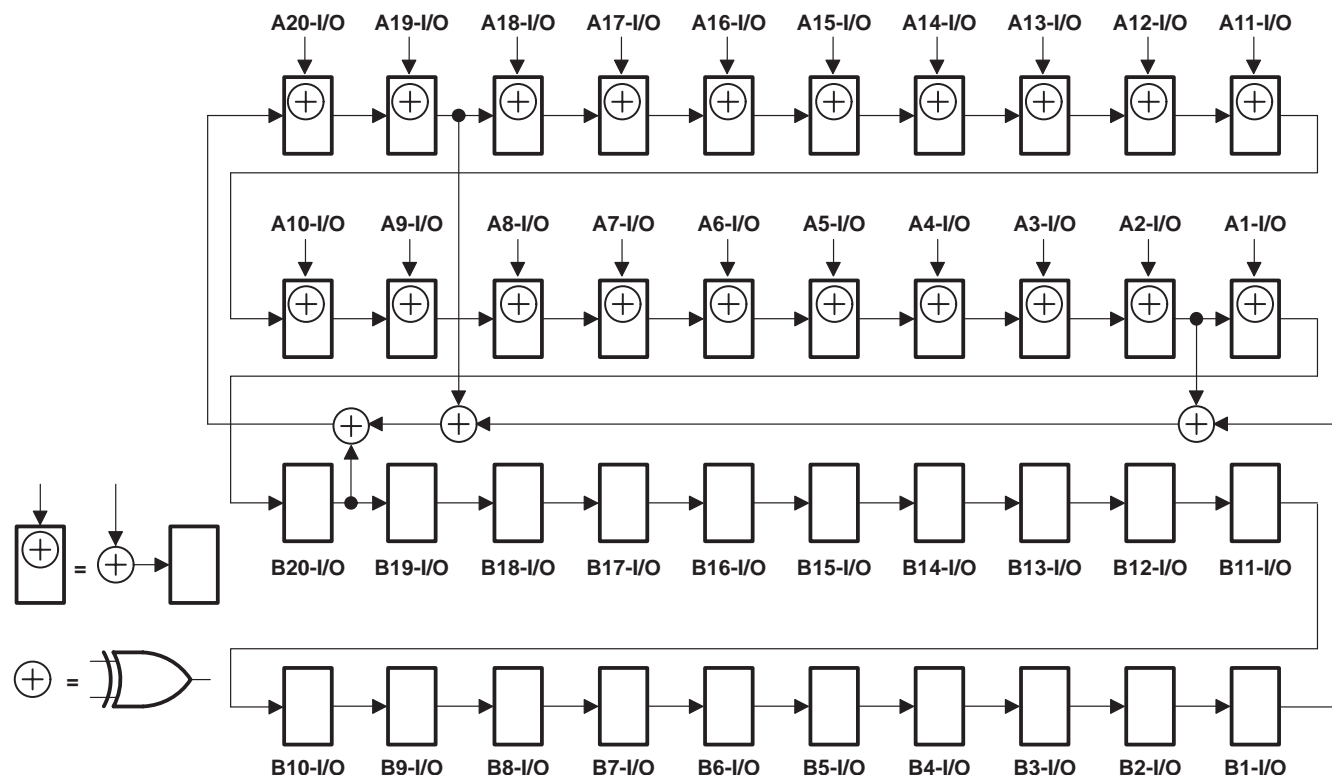 A20-I/O A19-I/O A18-I/O A17-I/O A16-I/O A15-I/O A14-I/O A13-I/O A12-I/O A11-I/O
A10-I/O A9-I/O A8-I/O A7-I/O A6-I/O A5-I/O A4-I/O A3-I/O A2-I/O A1-I/O
=
B20-I/O B19-I/O B18-I/O B17-I/O B16-I/O B15-I/O B14-I/O B13-I/O B12-I/O B11-I/O
=
B10-I/O B9-I/O B8-I/O B7-I/O B6-I/O B5-I/O B4-I/O B3-I/O B2-I/O B1-I/O